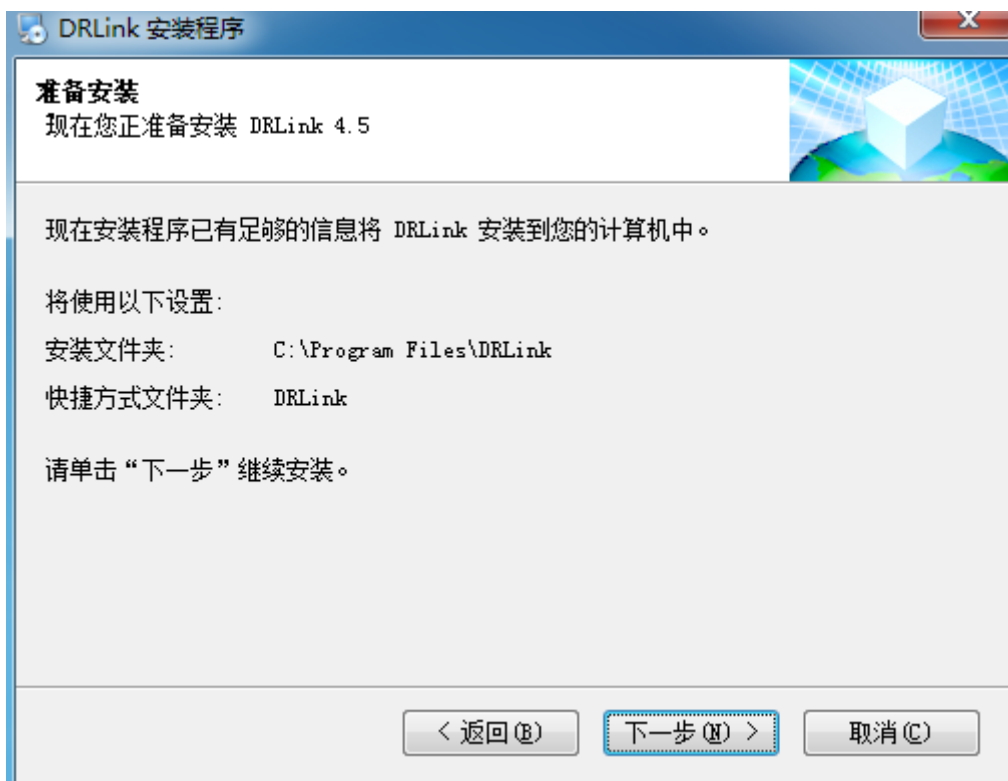 DRLink 安装程序
准备安装
现在您正准备安装 DRLink 4.5
现在安装程序已有足够的信息将 DRLink 安装到您的计算机中。
将使用以下设置:
安装文件夹: C:\Program Files\DRLink
快捷方式文件夹: DRLink
请单击“下一步”继续安装。
< 返回(B) 下一步(N) > 取消(C)